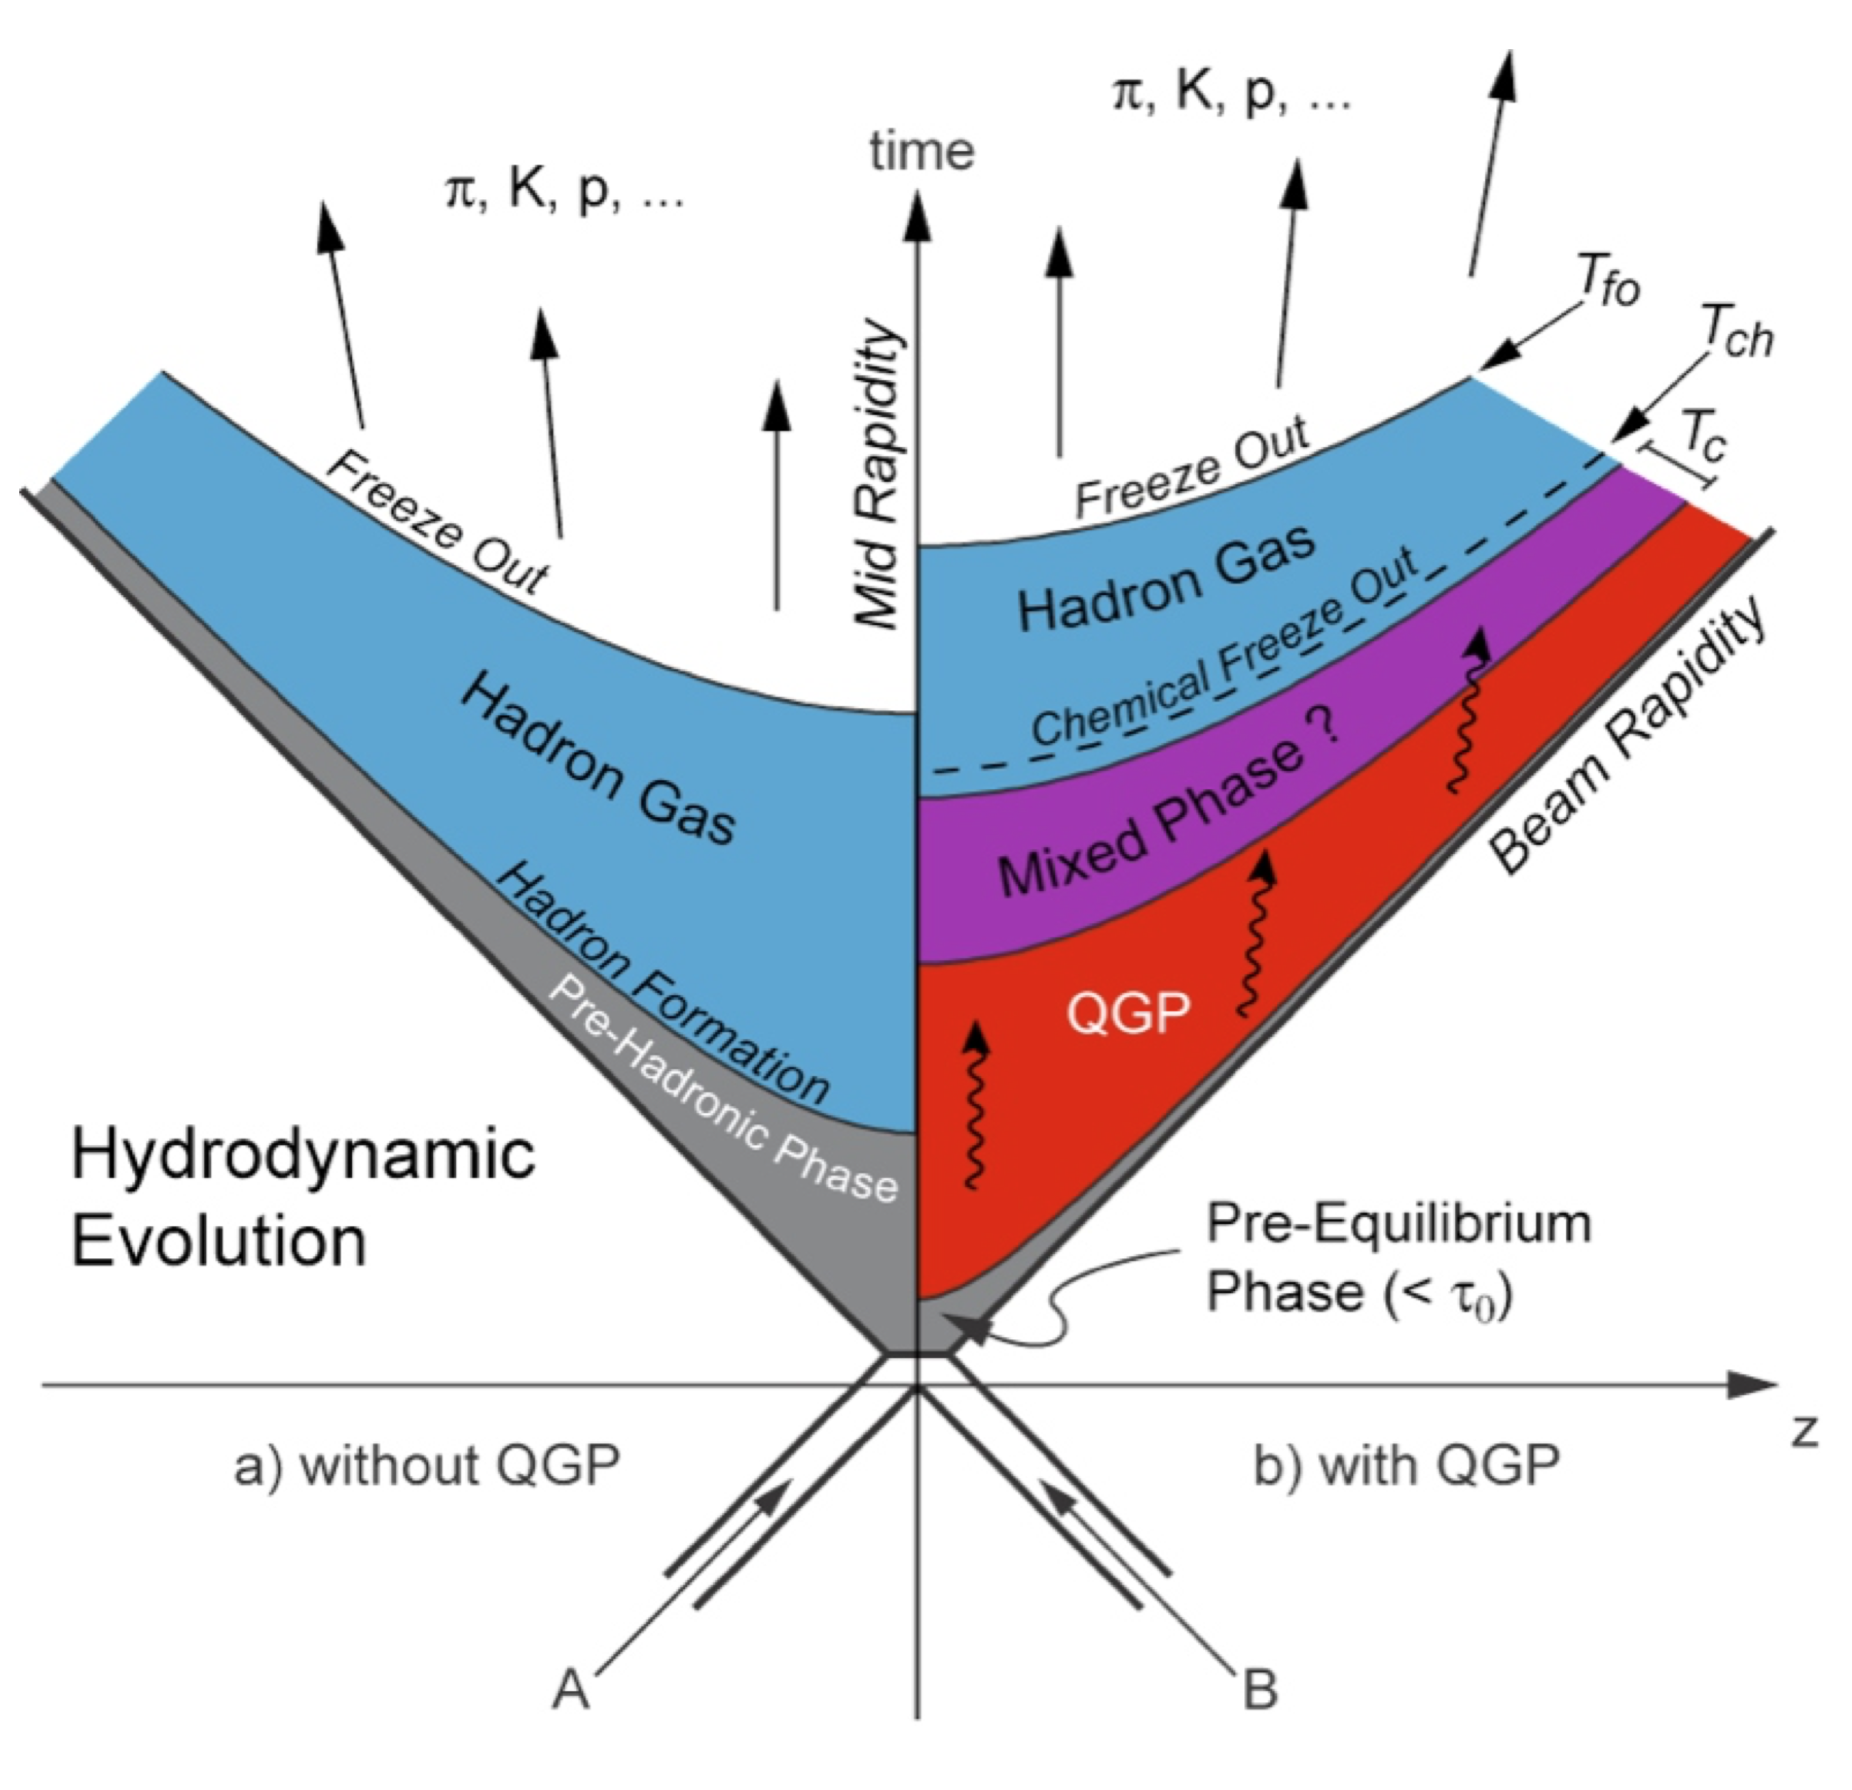 π, K, p, ...
time
π, K, p, ...
Tfo
Tch
Tc
Mid Rapidity
Freeze Out
Freeze Out
Hadron Gas
Chemical Freeze Out
Mixed Phase ?
Beam Rapidity
Hadron Gas
Hadron Formation
Pre-Hadronic Phase
QGP
Hydrodynamic
Evolution
Pre-Equilibrium
Phase (< τ0)
z
a) without QGP
b) with QGP
A
B